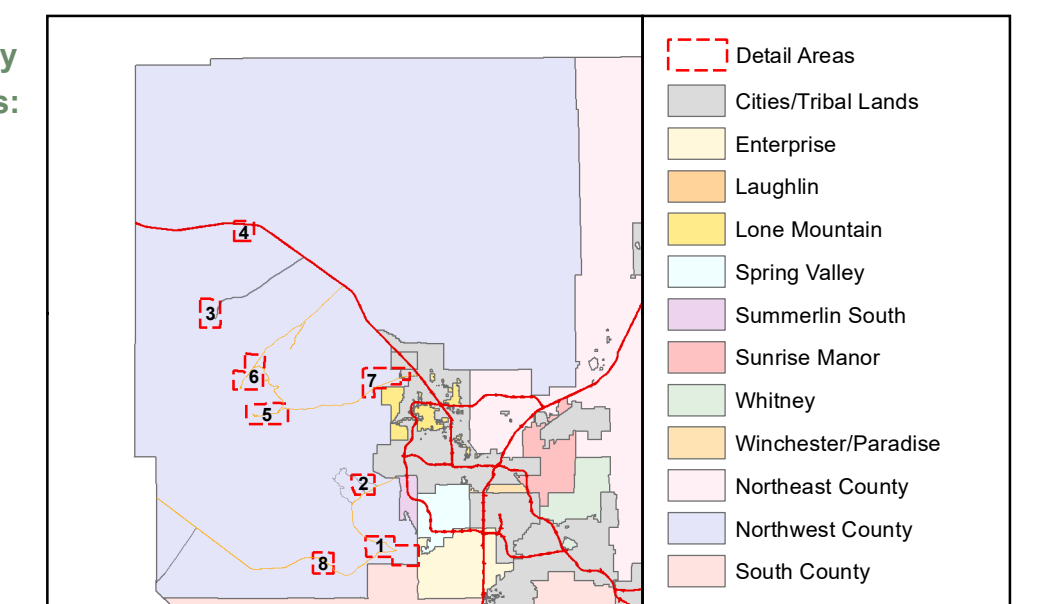 y
s:
Detail Areas
Cities/Tribal Lands
Enterprise
Laughlin
Lone Mountain
Spring Valley
Summerlin South
Sunrise Manor
Whitney
Winchester/Paradise
Northeast County
Northwest County
South County
4
3
6
7
5
2
1
8